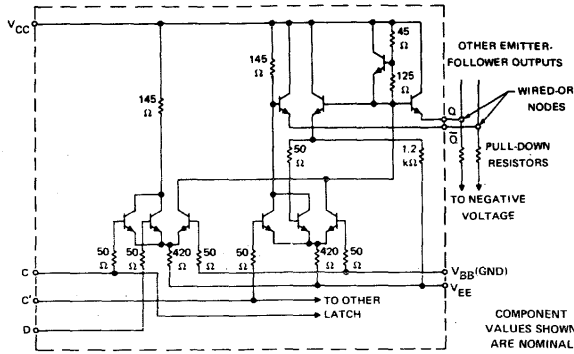 VCC
45
Ω
OTHER EMITTER-
FOLLOWER OUTPUTS
145
Ω
125
Ω
WIRED-OR
NODES
145
Ω
Q
Q̅
50
Ω
1.2
kΩ
PULL-DOWN
RESISTORS
TO NEGATIVE
VOLTAGE
50
Ω
50
Ω
420
Ω
50
Ω
50
Ω
420
Ω
50
Ω
C
VBB(GND)
VEE
C'
TO OTHER
LATCH
D
COMPONENT
VALUES SHOWN
ARE NOMINAL